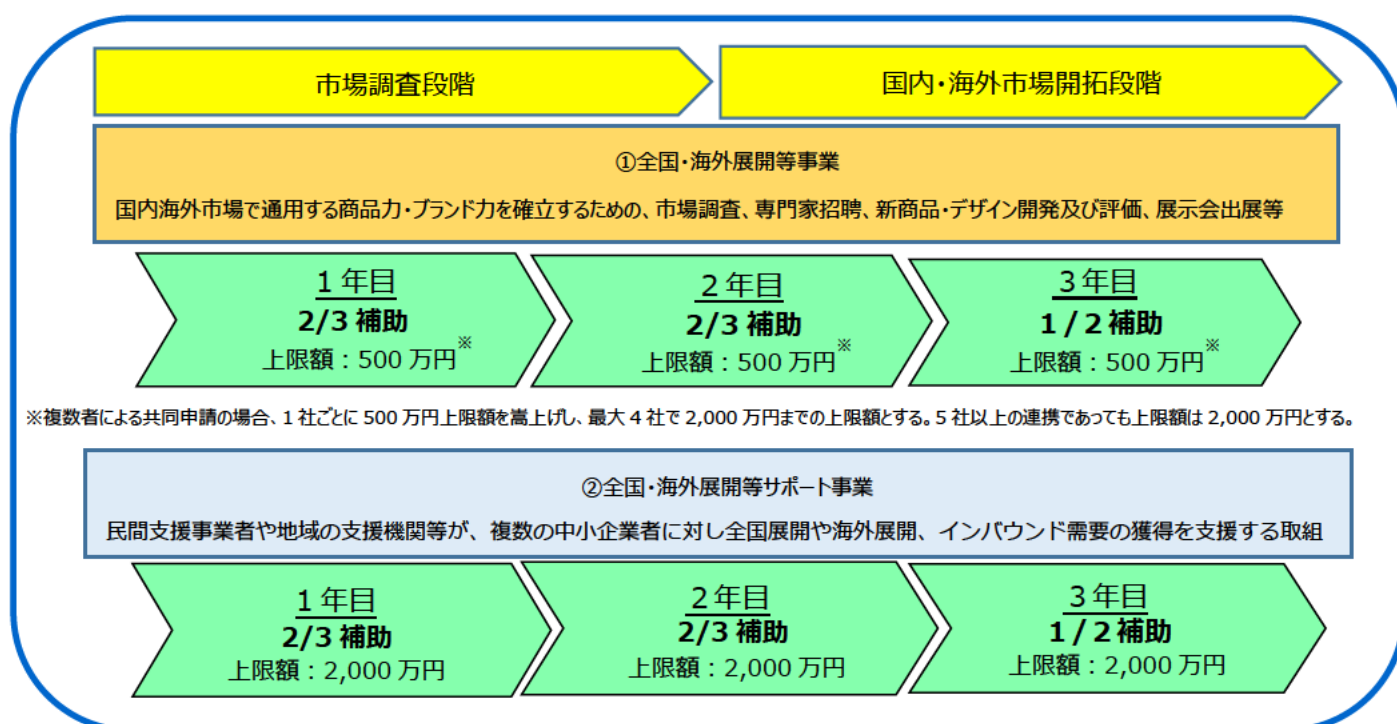 市場調査段階
国内・海外市場開拓段階
①全国・海外展開等事業
国内海外市場で通用する商品力・ブランド力を確立するための、市場調査、専門家招聘、新商品・デザイン開発及び評価、展示会出展等
1年目
2/3 補助
上限額：500 万円※
2年目
2/3 補助
上限額：500 万円※
3年目
1 / 2 補助
上限額：500 万円※
※複数者による共同申請の場合、1 社ごとに 500 万円上限額を嵩上げし、最大 4 社で 2,000 万円までの上限額とする。5 社以上の連携であっても上限額は 2,000 万円とする。
②全国・海外展開等サポート事業
民間支援事業者や地域の支援機関等が、複数の中小企業者に対し全国展開や海外展開、インバウンド需要の獲得を支援する取組
1年目
2/3 補助
上限額：2,000 万円
2年目
2/3 補助
上限額：2,000 万円
3年目
1 / 2 補助
上限額：2,000 万円